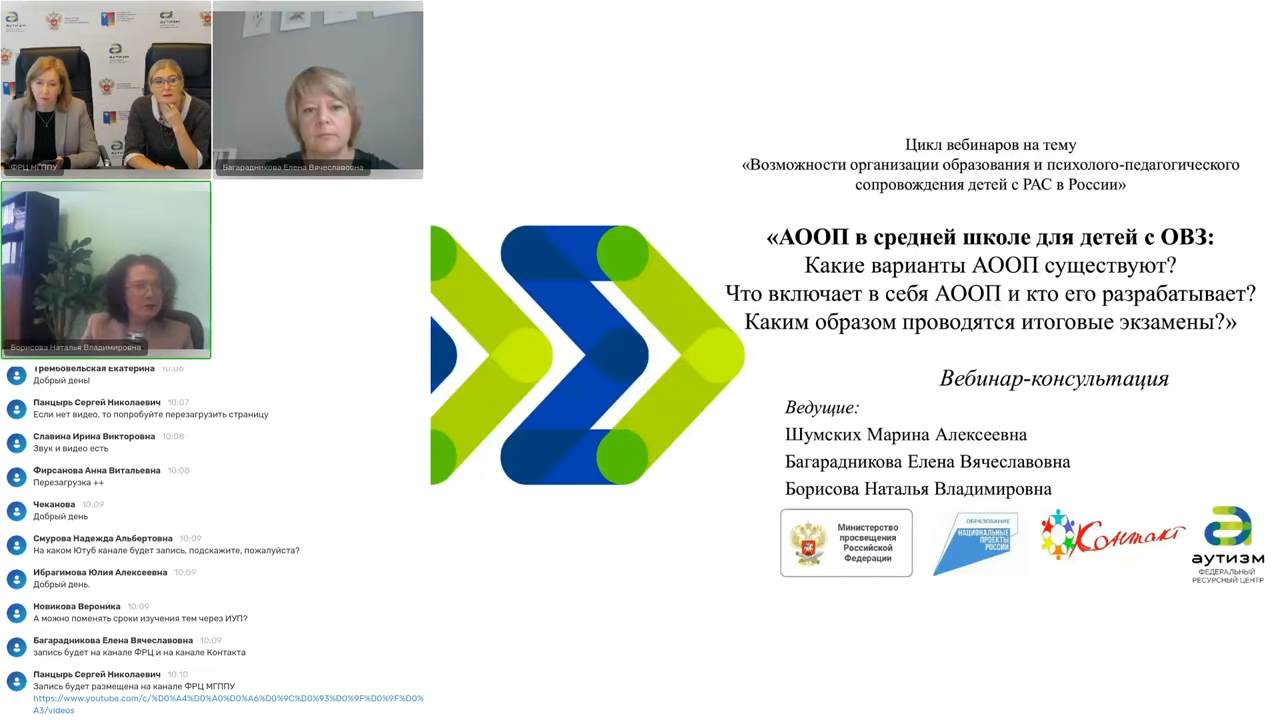 аутизм
аутизм
аутизм
аутизм
ФРЦ МГППУ
Багарадникова Елена Вячеславовна
Борисова Наталья Владимировна
Трембовельская Екатерина 10:06
Добрый день!
Панцырь Сергей Николаевич 10:07
Если нет видео, то попробуйте перезагрузить страницу
Славина Ирина Викторовна 10:08
Звук и видео есть
Фирсанова Анна Витальевна 10:08
Перезагрузка ++
Чеканова 10:09
Добрый день
Смурова Надежда Альбертовна 10:09
На каком Ютуб канале будет запись, подскажите, пожалуйста?
Ибрагимова Юлия Алексеевна 10:09
Добрый день.
Новикова Вероника 10:09
А можно поменять сроки изучения тем через ИУП?
Багарадникова Елена Вячеславовна 10:09
запись будет на канале ФРЦ и на канале Контакта
Панцырь Сергей Николаевич 10:10
Запись будет размещена на канале ФРЦ МГППУ
https://www.youtube.com/c/%D0%A4%D0%A0%D0%A6%D0%9C%D0%93%D0%9F%D0%9F%D0%
A3/videos
Цикл вебинаров на тему
«Возможности организации образования и психолого-педагогического
сопровождения детей с РАС в России»
«АООП в средней школе для детей с ОВЗ:
Какие варианты АООП существуют?
Что включает в себя АООП и кто его разрабатывает?
Каким образом проводятся итоговые экзамены?»
Вебинар-консультация
Ведущие:
Шумских Марина Алексеевна
Багарадникова Елена Вячеславовна
Борисова Наталья Владимировна
Министерство
просвещения
Российской
Федерации
ОБРАЗОВАНИЕ
НАЦИОНАЛЬНЫЕ
ПРОЕКТЫ
РОССИИ
Контакт
аутизм
ФЕДЕРАЛЬНЫЙ
РЕСУРСНЫЙ ЦЕНТР